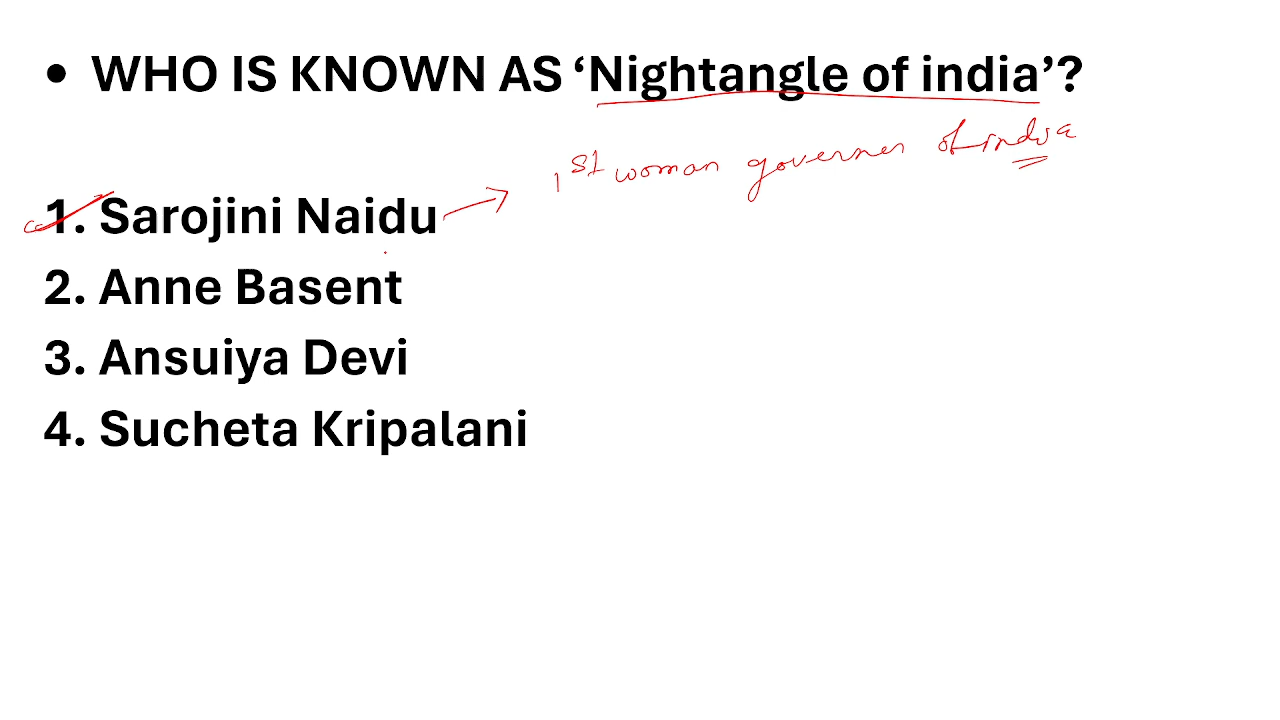 • WHO IS KNOWN AS ‘Nightangle of india’?
1st woman governer of india
1. Sarojini Naidu
2. Anne Basent
3. Ansuiya Devi
4. Sucheta Kripalani